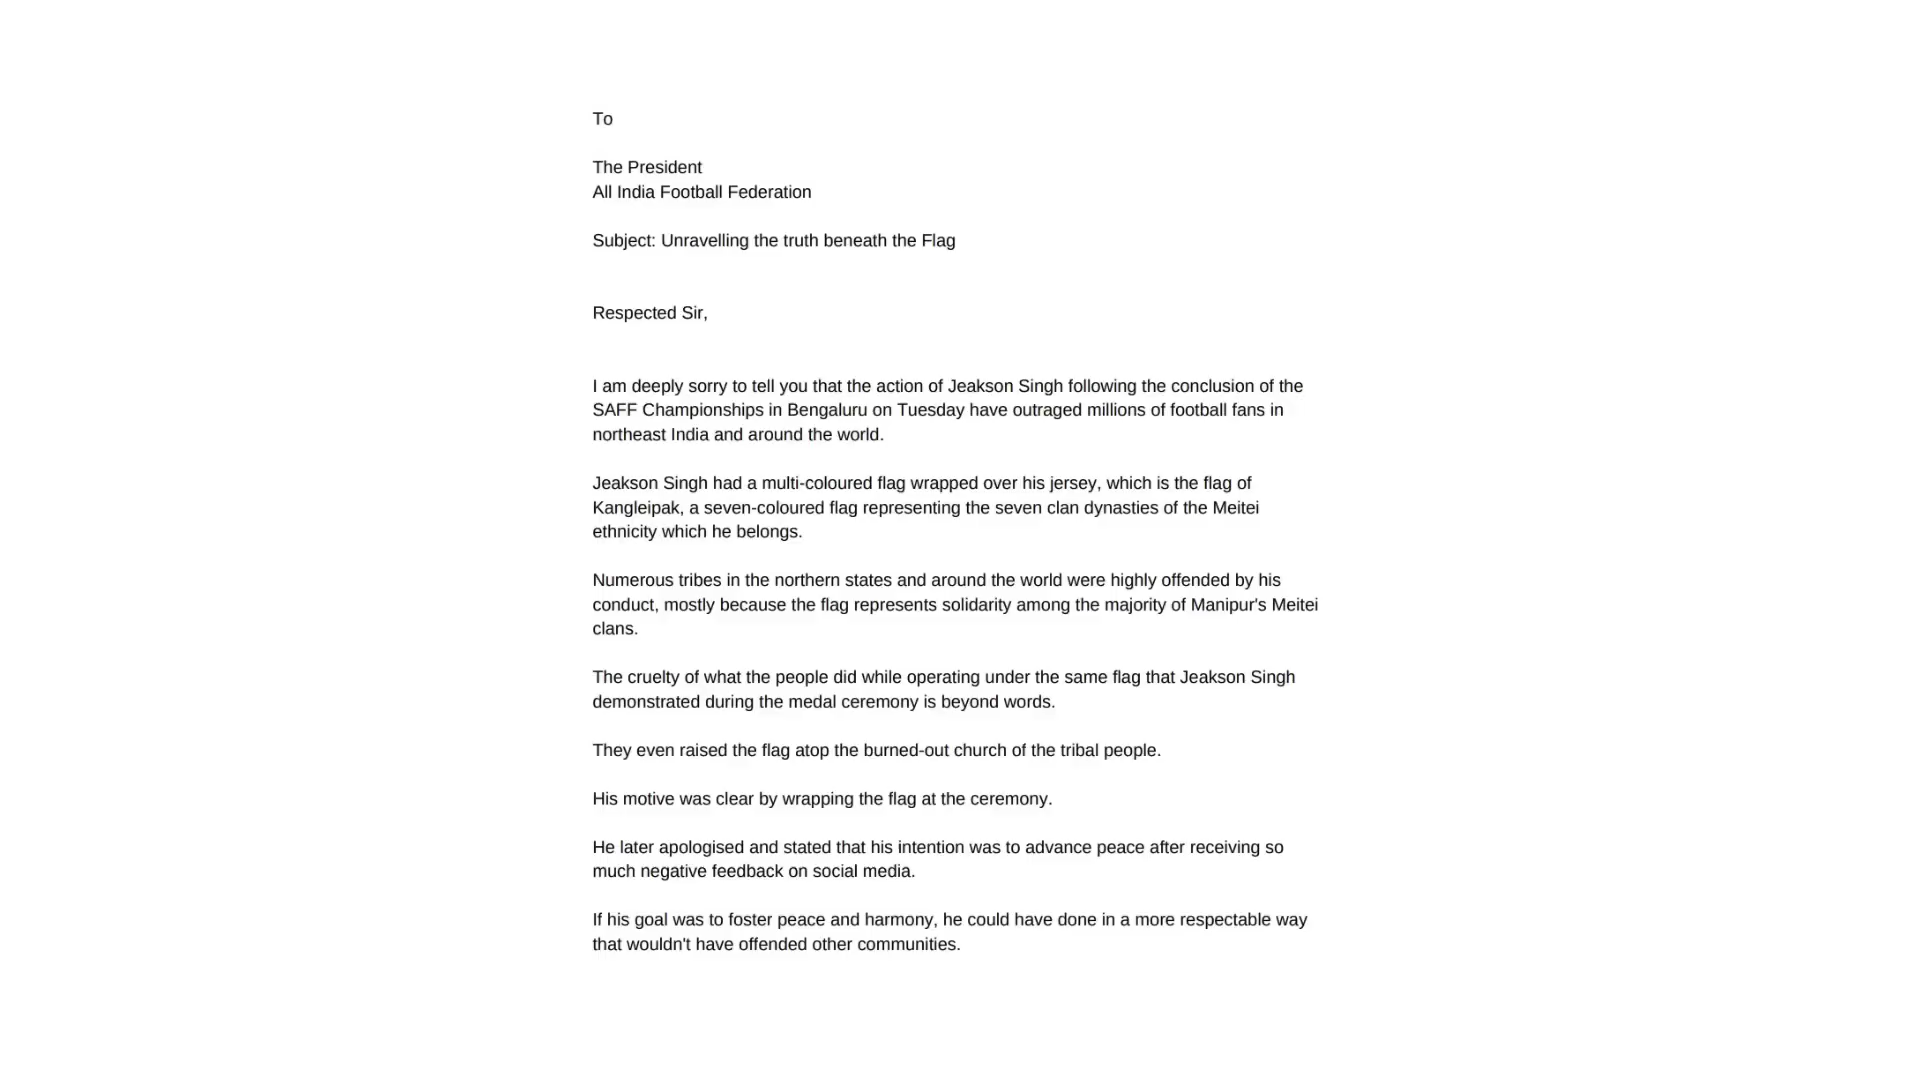 To
The President
All India Football Federation
Subject: Unravelling the truth beneath the Flag
Respected Sir,
I am deeply sorry to tell you that the action of Jeakson Singh following the conclusion of the
SAFF Championships in Bengaluru on Tuesday have outraged millions of football fans in
northeast India and around the world.
Jeakson Singh had a multi-coloured flag wrapped over his jersey, which is the flag of
Kangleipak, a seven-coloured flag representing the seven clan dynasties of the Meitei
ethnicity which he belongs.
Numerous tribes in the northern states and around the world were highly offended by his
conduct, mostly because the flag represents solidarity among the majority of Manipur's Meitei
clans.
The cruelty of what the people did while operating under the same flag that Jeakson Singh
demonstrated during the medal ceremony is beyond words.
They even raised the flag atop the burned-out church of the tribal people.
His motive was clear by wrapping the flag at the ceremony.
He later apologised and stated that his intention was to advance peace after receiving so
much negative feedback on social media.
If his goal was to foster peace and harmony, he could have done in a more respectable way
that wouldn't have offended other communities.